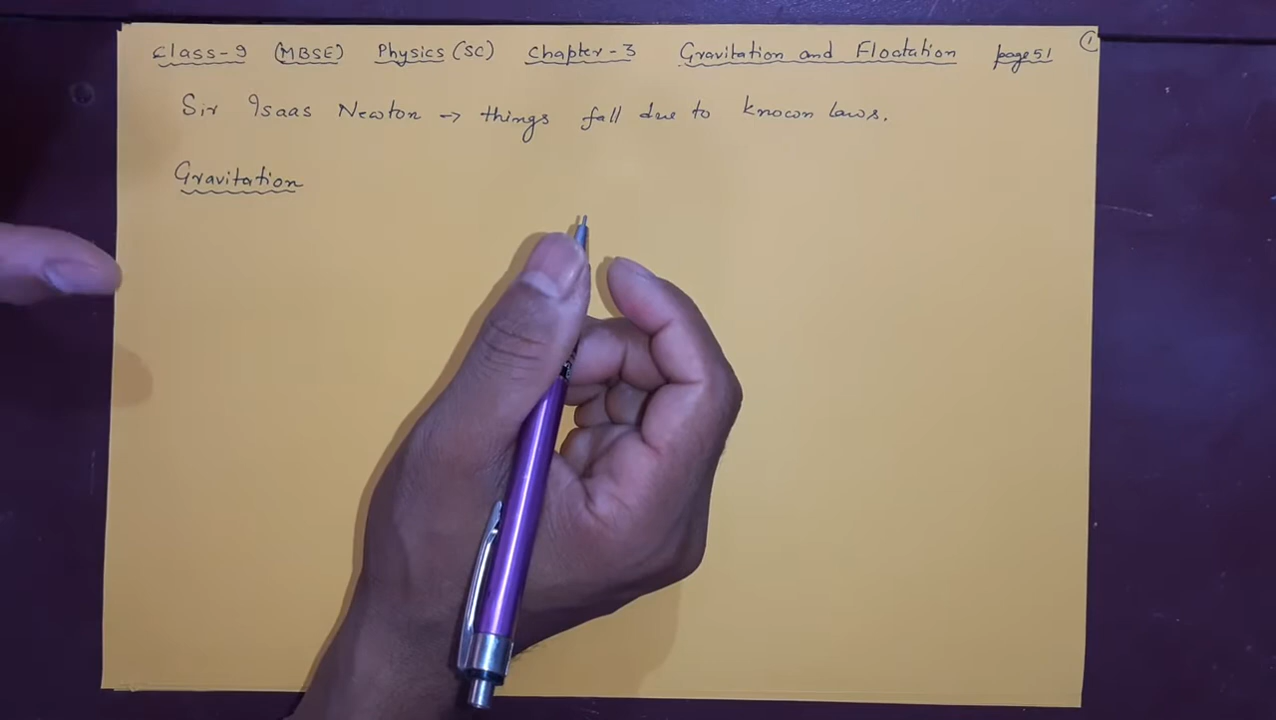 Class-9 (MBSE) Physics (SC) Chapter-3 Gravitation and Floatation page 51 1
Sir Isaas Newton → things fall due to known laws.
Gravitation